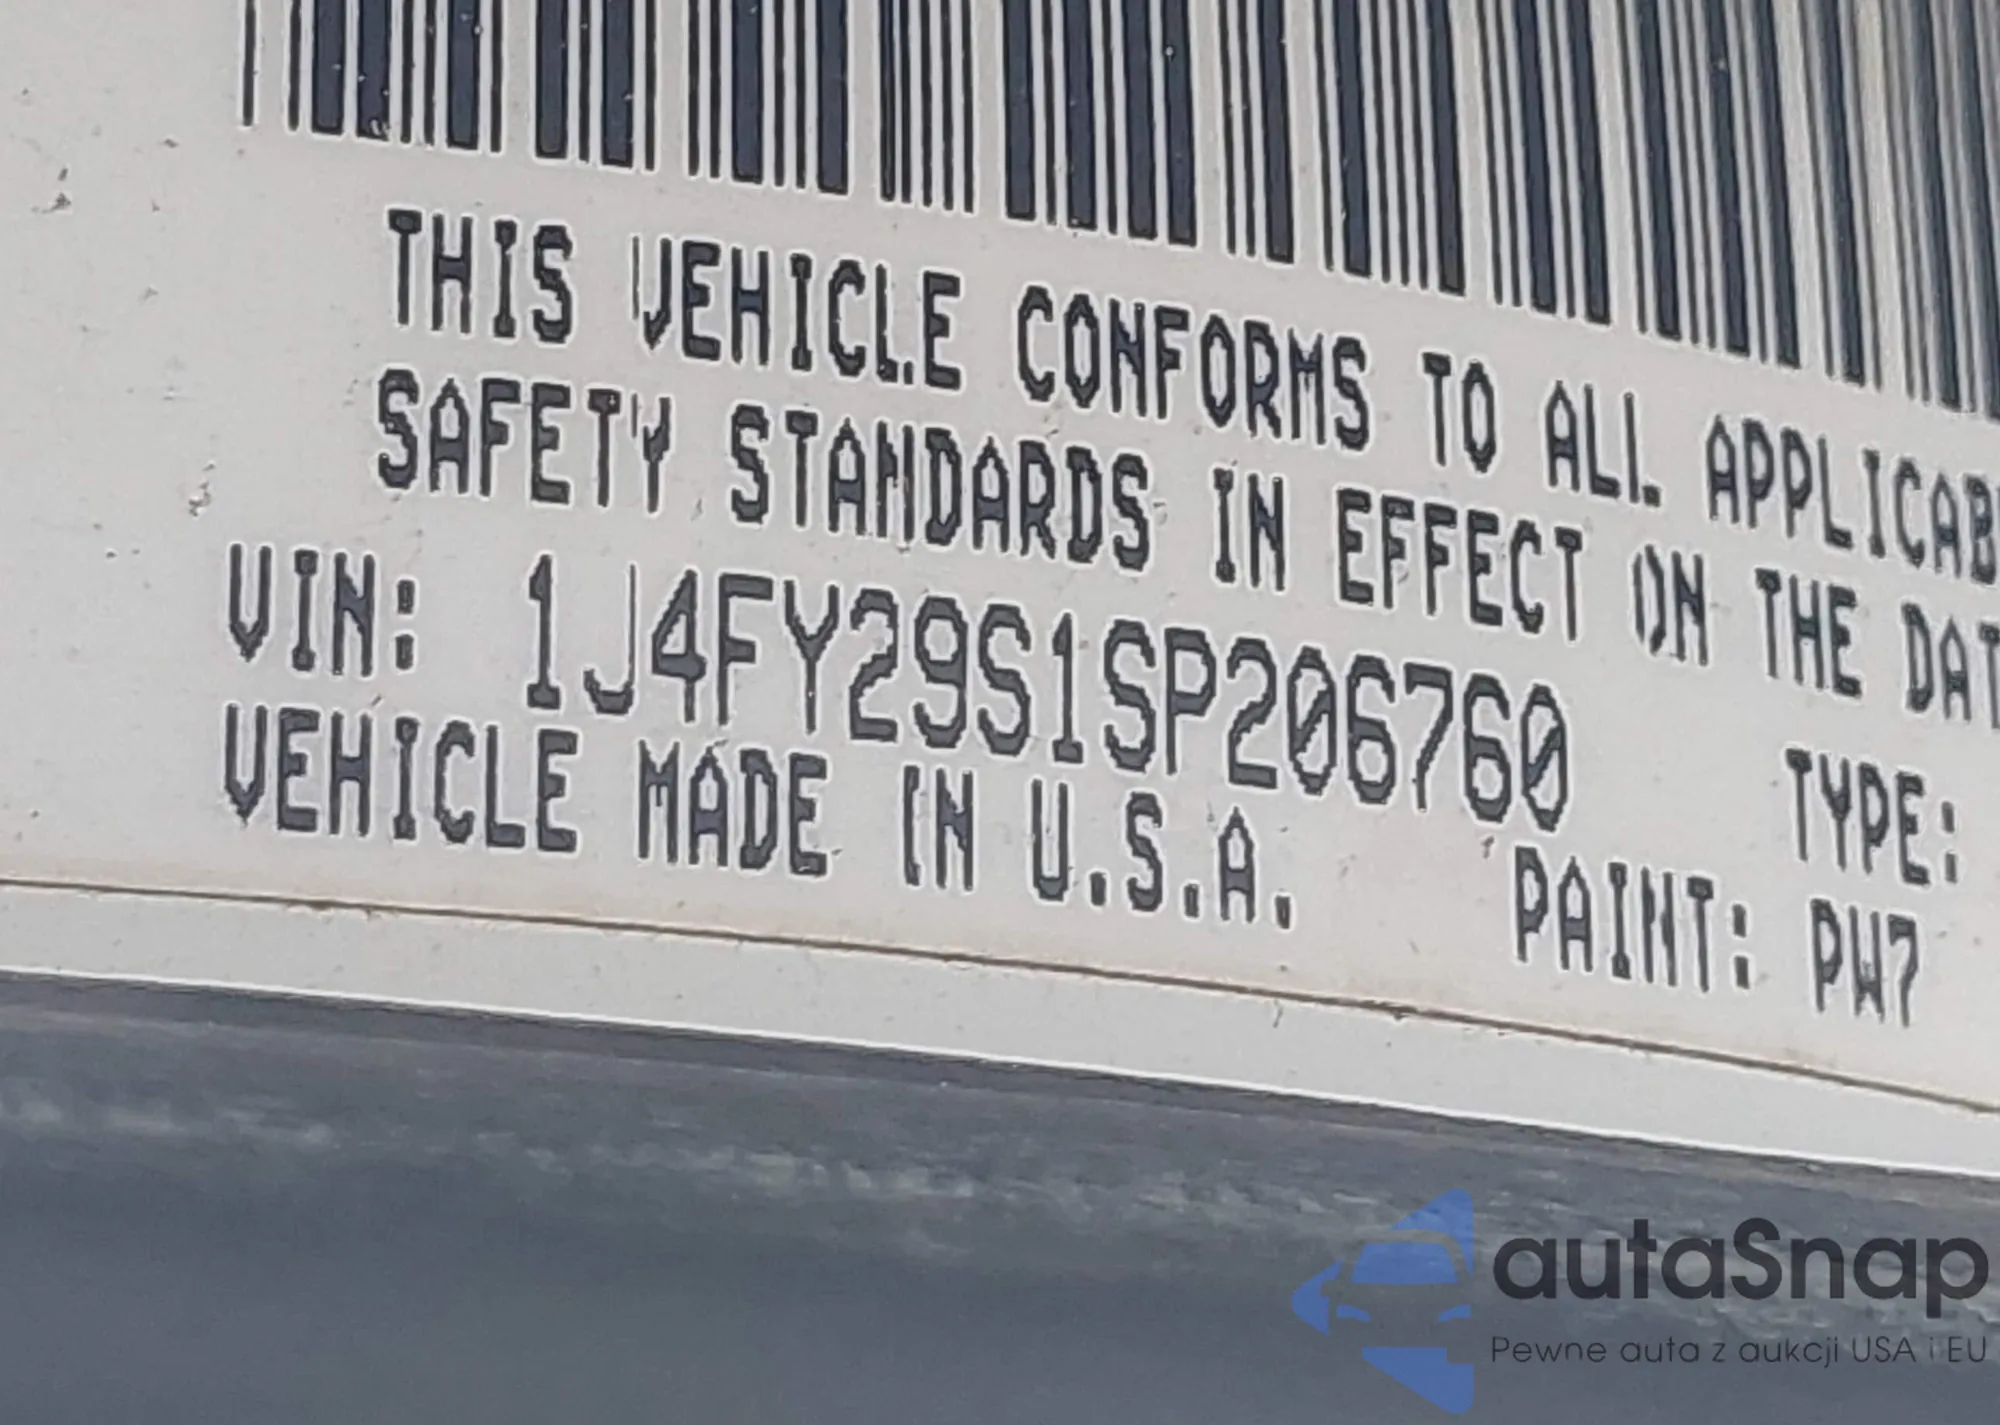 THIS VEHICLE CONFORMS TO ALL APPLICAB
SAFETY STANDARDS IN EFFECT ON THE DAT
VIN: 1J4FY29S1SP206760 TYPE:
VEHICLE MADE IN U.S.A. PAINT: PW7
autaSnap
Pewne auta z aukcji USA i EU